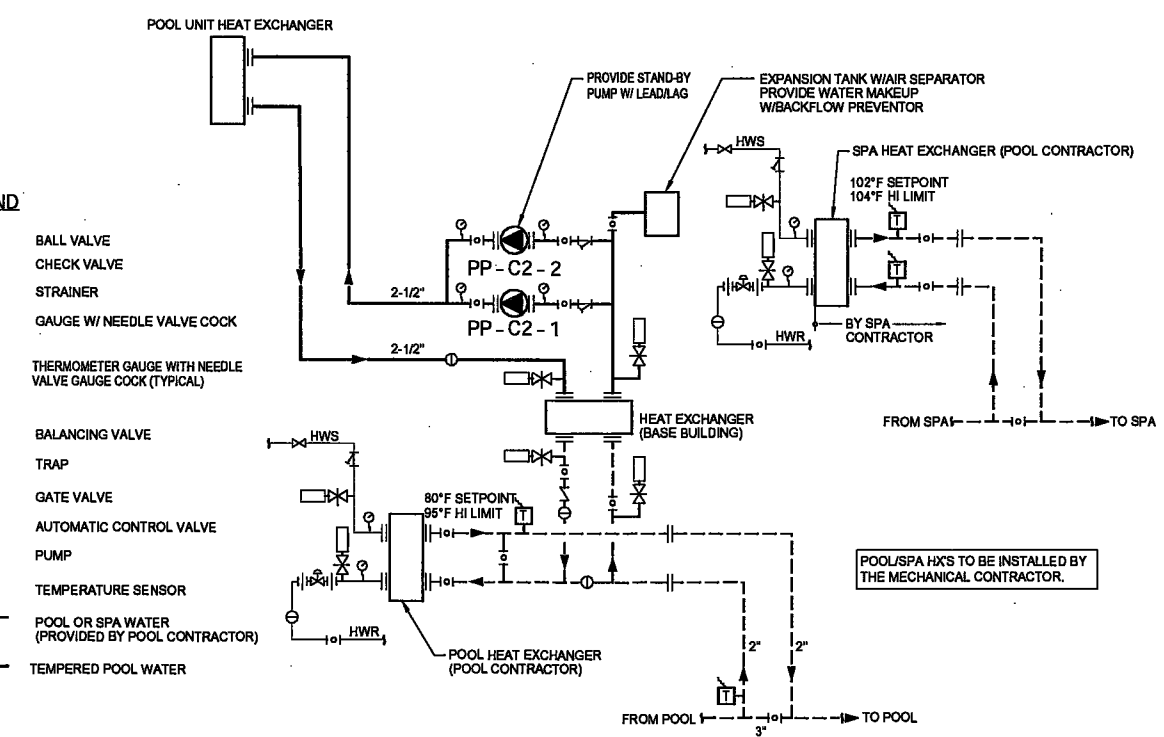 POOL UNIT HEAT EXCHANGER
PROVIDE STAND-BY
PUMP W/ LEAD/LAG
EXPANSION TANK W/AIR SEPARATOR
PROVIDE WATER MAKEUP
W/BACKFLOW PREVENTOR
HWS
SPA HEAT EXCHANGER (POOL CONTRACTOR)
102°F SETPOINT
104°F HI LIMIT
T
T
HWR
BY SPA
CONTRACTOR
FROM SPA
TO SPA
ND
BALL VALVE
CHECK VALVE
STRAINER
GAUGE W/ NEEDLE VALVE COCK
THERMOMETER GAUGE WITH NEEDLE
VALVE GAUGE COCK (TYPICAL)
BALANCING VALVE
TRAP
GATE VALVE
AUTOMATIC CONTROL VALVE
PUMP
TEMPERATURE SENSOR
POOL OR SPA WATER
(PROVIDED BY POOL CONTRACTOR)
TEMPERED POOL WATER
PP-C2-2
2-1/2"
PP-C2-1
2-1/2"
HEAT EXCHANGER
(BASE BUILDING)
HWS
80°F SETPOINT
95°F HI LIMIT
T
HWR
POOL HEAT EXCHANGER
(POOL CONTRACTOR)
POOL/SPA HX'S TO BE INSTALLED BY
THE MECHANICAL CONTRACTOR.
2"
2"
T
FROM POOL
3"
TO POOL